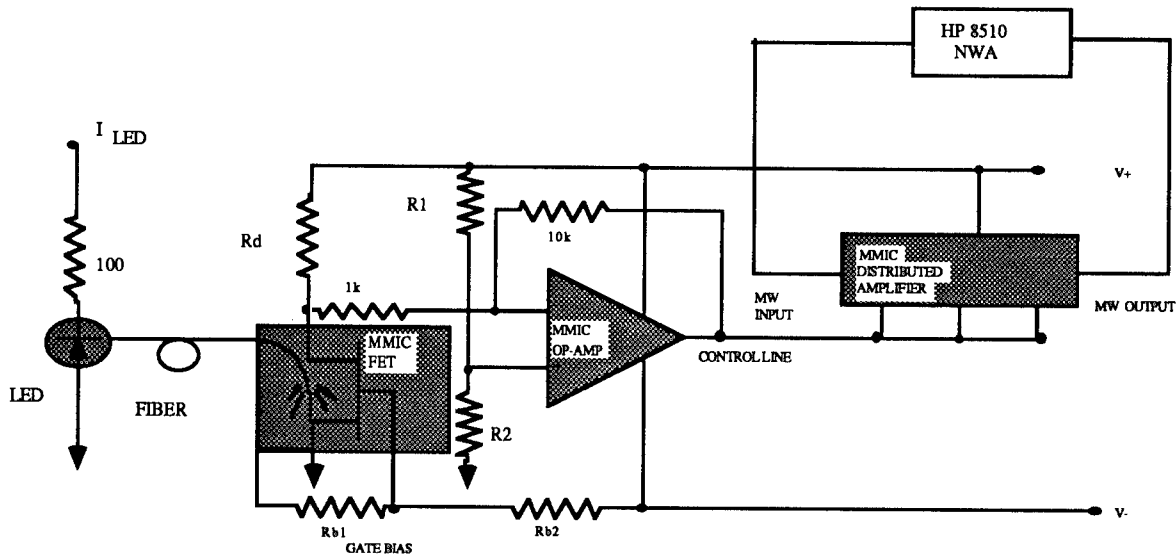 HP 8510
NWA
I LED
R1
V+
Rd
10k
100
1k
MMIC
DISTRIBUTED
AMPLIFIER
MW
INPUT
MW OUTPUT
MMIC
FET
MMIC
OP-AMP
CONTROL LINE
LED
FIBER
R2
Rb1
Rb2
V-
GATE BIAS